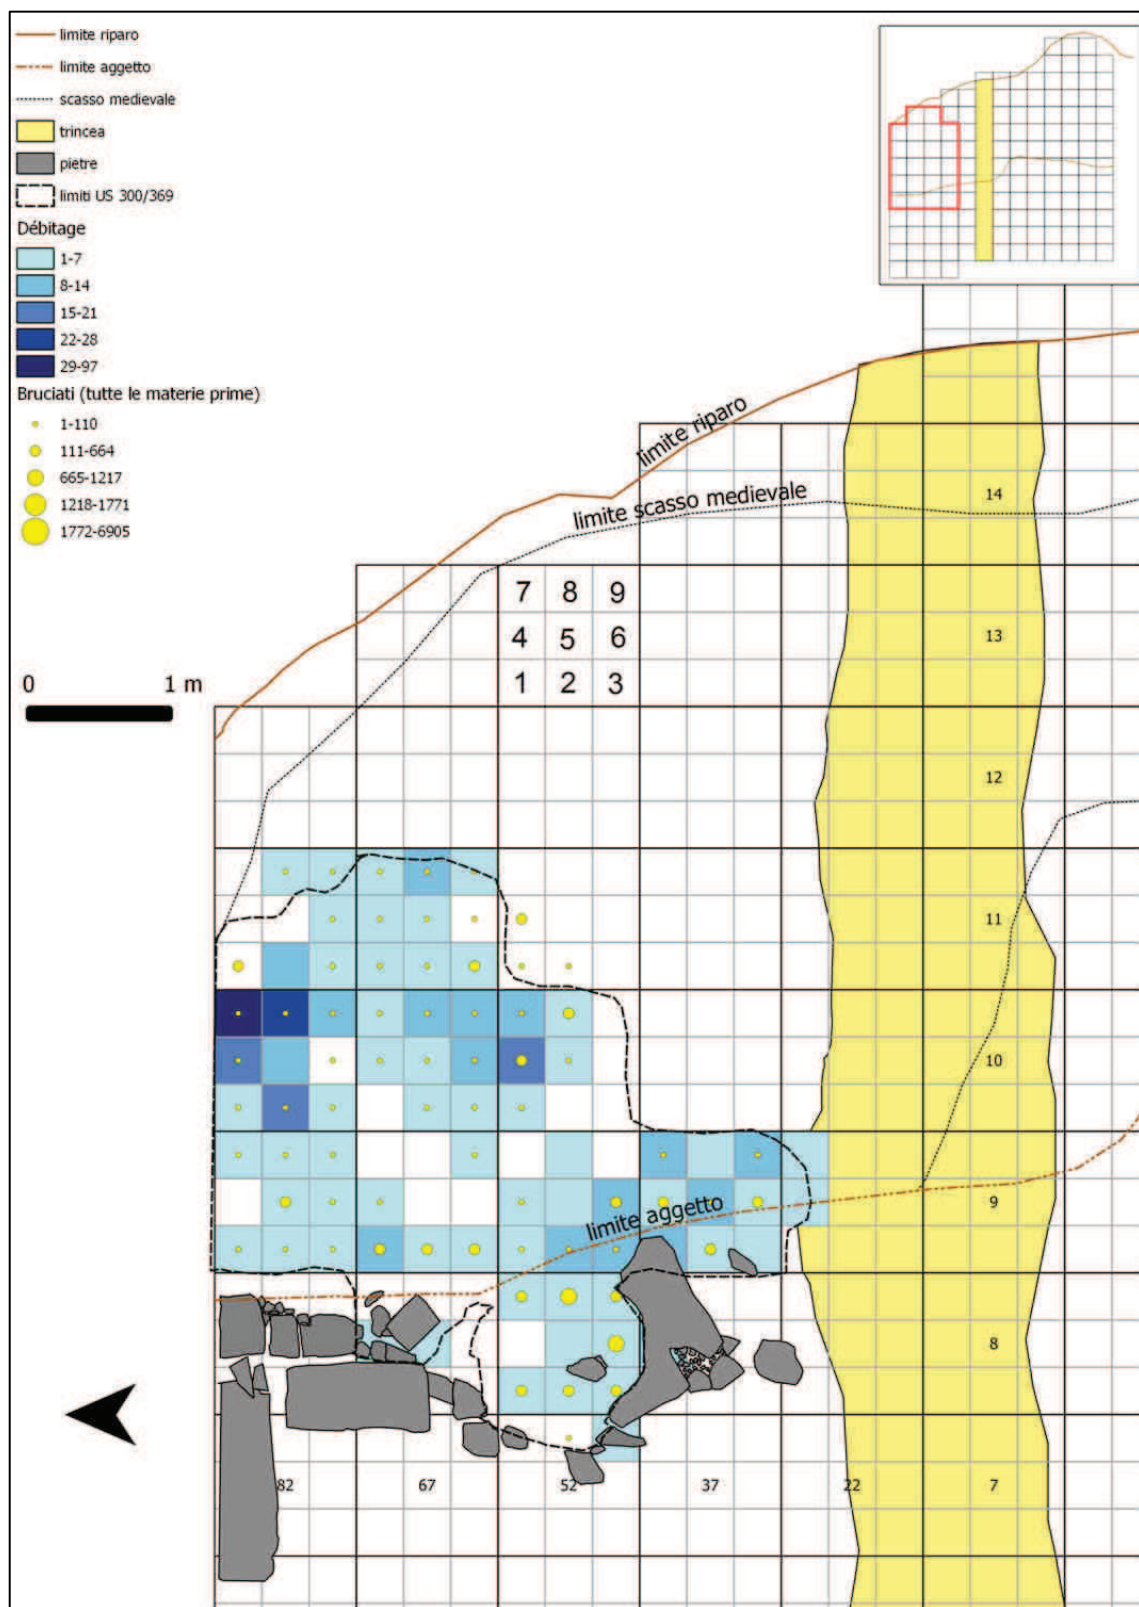 limite riparo
limite aggetto
scasso medievale
trincea
pietre
limiti US 300/369
Débitage
1-7
8-14
15-21
22-28
29-97
Bruciati (tutte le materie prime)
1-110
111-664
665-1217
1218-1771
1772-6905
limite riparo
limite scasso medievale
14
7 8 9
4 5 6
1 2 3
13
0 1 m
12
11
10
9
limite aggetto
8
82 67 52 37 22 7